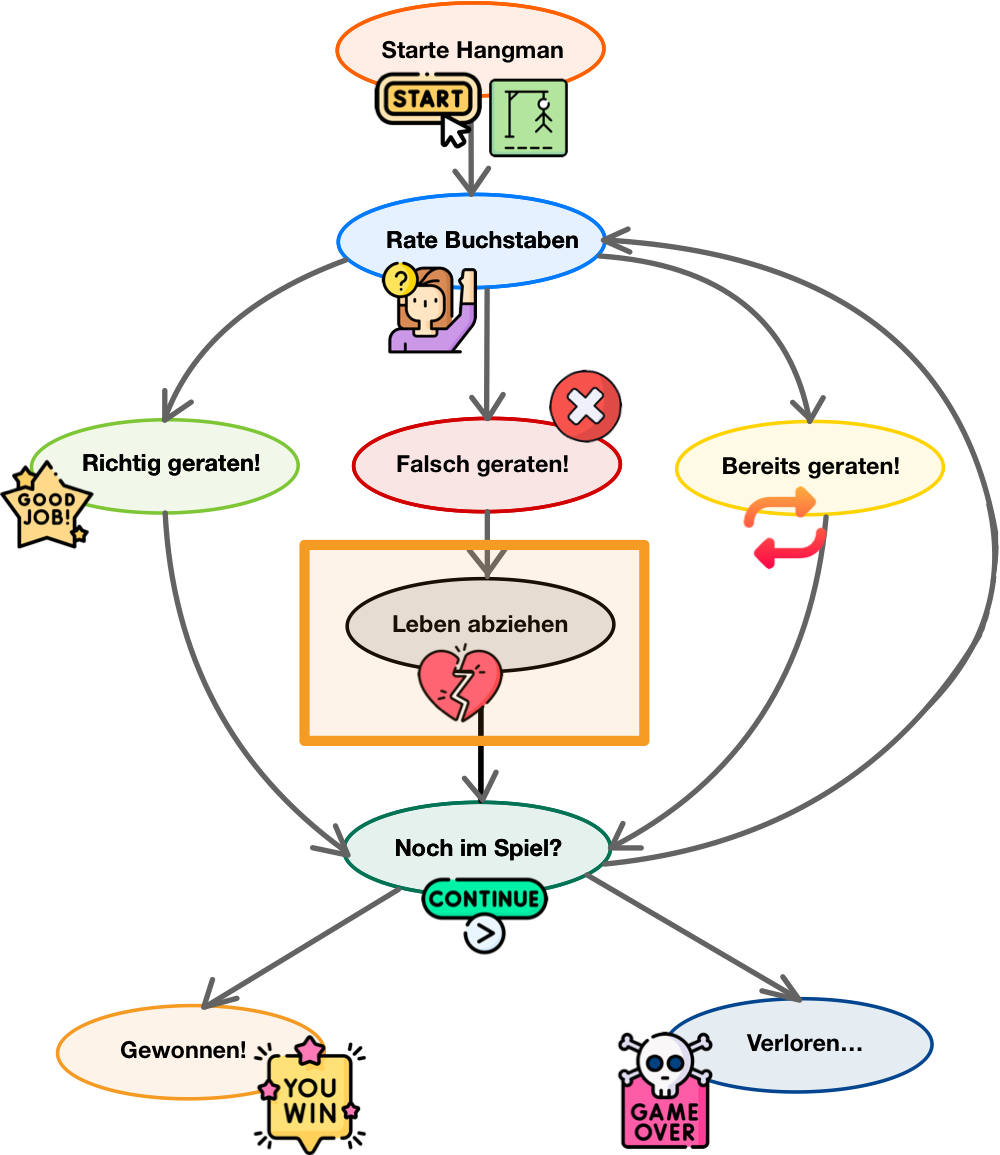 Starte Hangman
START
Rate Buchstaben
?
Richtig geraten!
GOOD
JOB!
Falsch geraten!
Bereits geraten!
Leben abziehen
Noch im Spiel?
CONTINUE
>
Gewonnen!
YOU
WIN
Verloren...
GAME
OVER